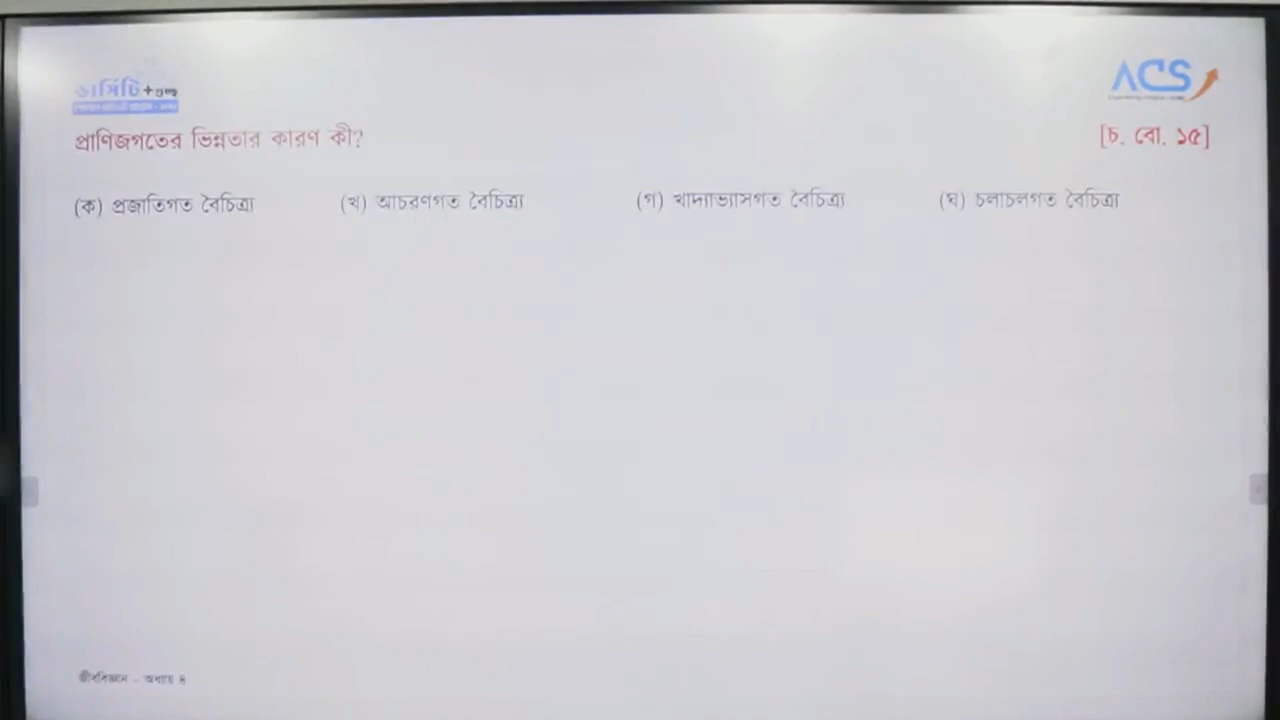 ভার্সিটি +
ACS
প্রাণিজগতের ভিন্নতার কারণ কী?
[চ. বো. ১৫]
(ক) প্রজাতিগত বৈচিত্র্য (খ) আচরণগত বৈচিত্র্য (গ) খাদ্যাভ্যাসগত বৈচিত্র্য (ঘ) চলাচলগত বৈচিত্র্য
জীববিজ্ঞান - অধ্যায় ৪